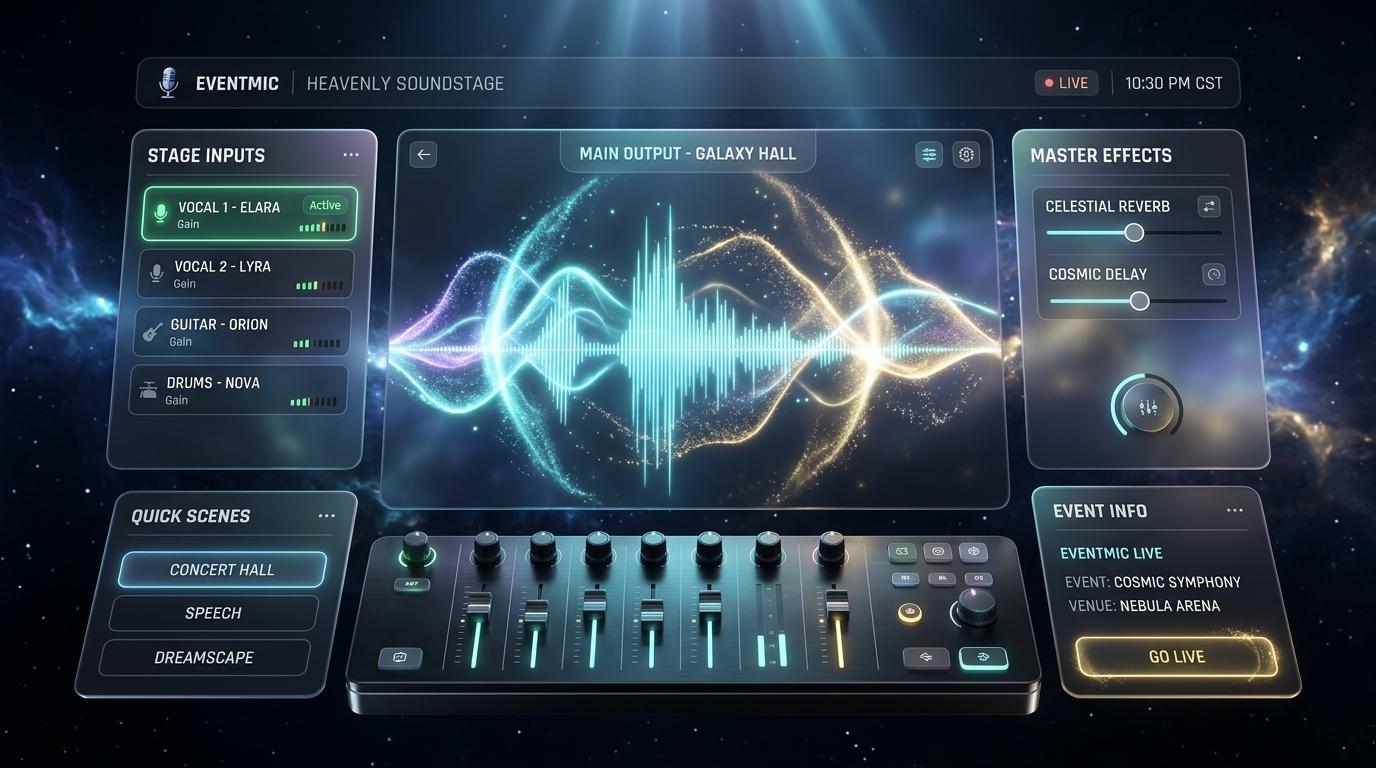 EVENTMIC | HEAVENLY SOUNDSTAGE
LIVE
10:30 PM CST
STAGE INPUTS
VOCAL 1 - ELARA
Active
Gain
VOCAL 2 - LYRA
Gain
GUITAR - ORION
Gain
DRUMS - NOVA
Gain
MAIN OUTPUT - GALAXY HALL
MASTER EFFECTS
CELESTIAL REVERB
COSMIC DELAY
QUICK SCENES
CONCERT HALL
SPEECH
DREAMSCAPE
EVENT INFO
EVENTMIC LIVE
EVENT: COSMIC SYMPHONY
VENUE: NEBULA ARENA
GO LIVE